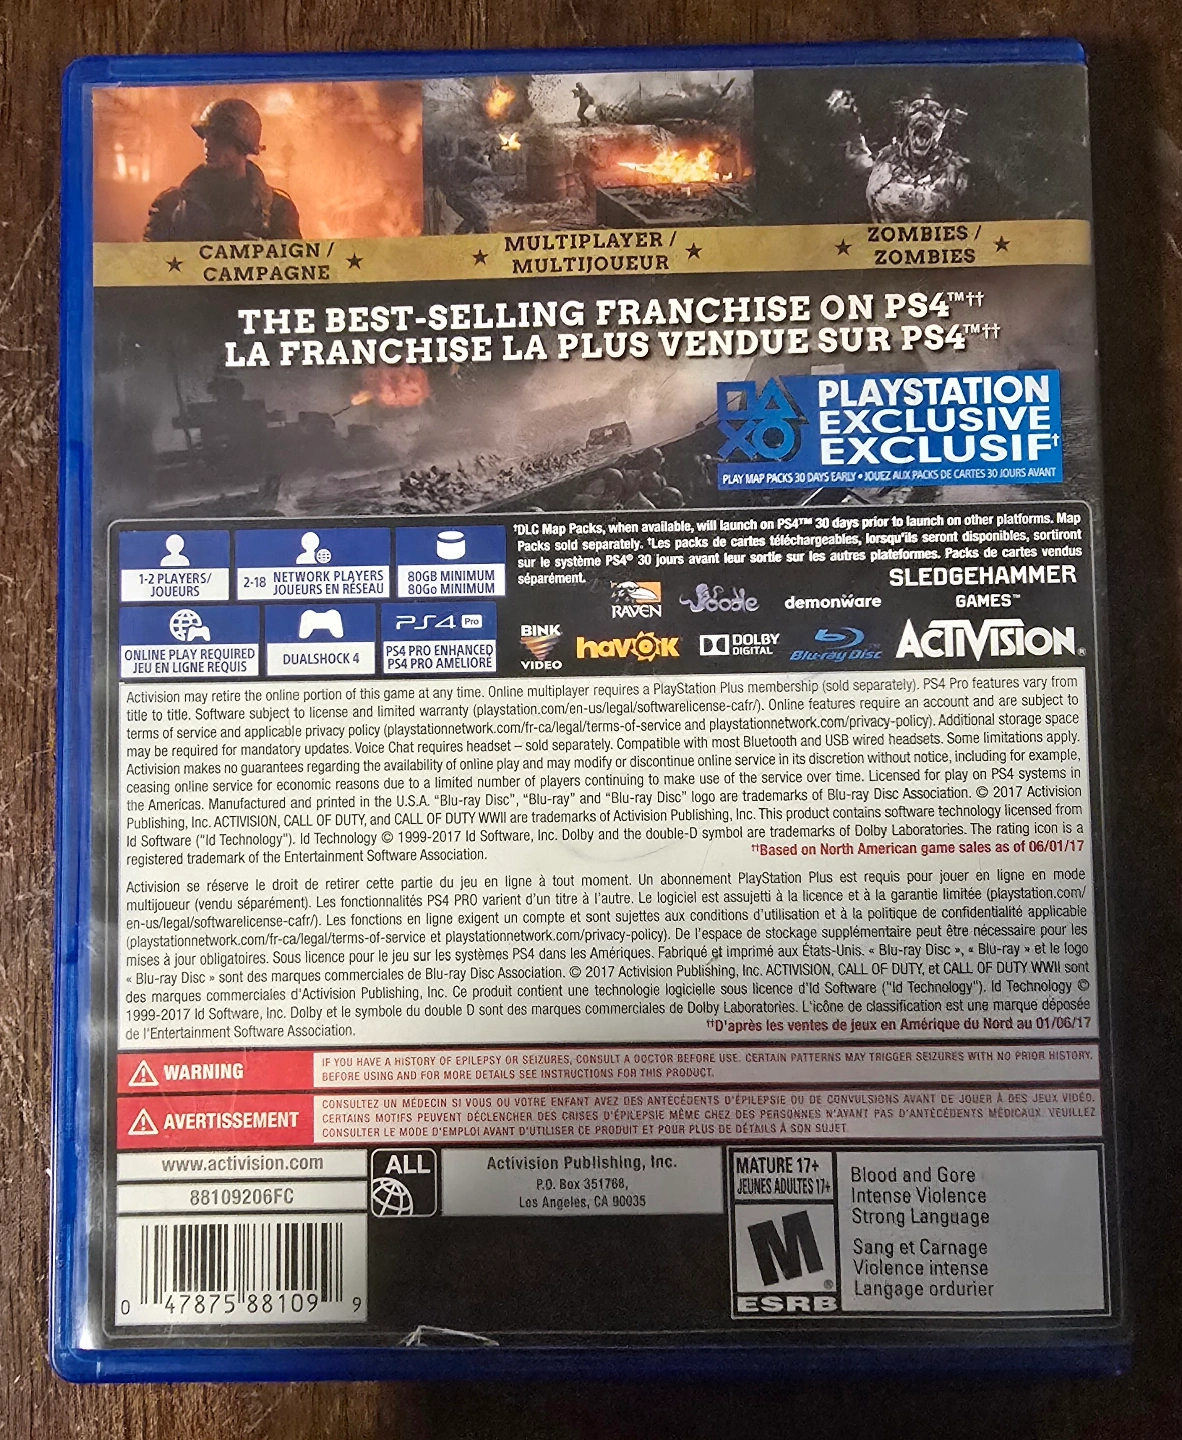 CAMPAIGN /
CAMPAGNE
MULTIPLAYER /
MULTIJOUEUR
ZOMBIES /
ZOMBIES
THE BEST-SELLING FRANCHISE ON PS4™††
LA FRANCHISE LA PLUS VENDUE SUR PS4™††
PLAYSTATION
EXCLUSIVE
EXCLUSIF†
PLAY MAP PACKS 30 DAYS EARLY • JOUEZ AUX PACKS DE CARTES 30 JOURS AVANT
1-2 PLAYERS/
JOUEURS
2-18 NETWORK PLAYERS
JOUEURS EN RÉSEAU
80GB MINIMUM
80Go MINIMUM
ONLINE PLAY REQUIRED
JEU EN LIGNE REQUIS
DUALSHOCK 4
PS4 Pro
PS4 PRO ENHANCED
PS4 PRO AMÉLIORÉ
†DLC Map Packs, when available, will launch on PS4™ 30 days prior to launch on other platforms. Map
Packs sold separately. †Les packs de cartes téléchargeables, lorsqu'ils seront disponibles, sortiront
sur le système PS4® 30 jours avant leur sortie sur les autres plateformes. Packs de cartes vendus
séparément.
RAVEN
Oodle
demonware
SLEDGEHAMMER
GAMES™
BINK
VIDEO
havok
DOLBY
DIGITAL
Blu-ray Disc
ACTIVISION®
Activision may retire the online portion of this game at any time. Online multiplayer requires a PlayStation Plus membership (sold separately). PS4 Pro features vary from
title to title. Software subject to license and limited warranty (playstation.com/en-us/legal/softwarelicense-cafr/). Online features require an account and are subject to
terms of service and applicable privacy policy (playstationnetwork.com/fr-ca/legal/terms-of-service and playstationnetwork.com/privacy-policy). Additional storage space
may be required for mandatory updates. Voice Chat requires headset – sold separately. Compatible with most Bluetooth and USB wired headsets. Some limitations apply.
Activision makes no guarantees regarding the availability of online play and may modify or discontinue online service in its discretion without notice, including for example,
ceasing online service for economic reasons due to a limited number of players continuing to make use of the service over time. Licensed for play on PS4 systems in
the Americas. Manufactured and printed in the U.S.A. “Blu-ray Disc”, “Blu-ray” and “Blu-ray Disc” logo are trademarks of Blu-ray Disc Association. © 2017 Activision
Publishing, Inc. ACTIVISION, CALL OF DUTY, and CALL OF DUTY WWII are trademarks of Activision Publishing, Inc. This product contains software technology licensed from
Id Software ("Id Technology"). Id Technology © 1999-2017 Id Software, Inc. Dolby and the double-D symbol are trademarks of Dolby Laboratories. The rating icon is a
registered trademark of the Entertainment Software Association.
††Based on North American game sales as of 06/01/17
Activision se réserve le droit de retirer cette partie du jeu en ligne à tout moment. Un abonnement PlayStation Plus est requis pour jouer en ligne en mode
multijoueur (vendu séparément). Les fonctionnalités PS4 PRO varient d'un titre à l'autre. Le logiciel est assujetti à la licence et à la garantie limitée (playstation.com/
en-us/legal/softwarelicense-cafr/). Les fonctions en ligne exigent un compte et sont sujettes aux conditions d'utilisation et à la politique de confidentialité applicable
(playstationnetwork.com/fr-ca/legal/terms-of-service et playstationnetwork.com/privacy-policy). De l'espace de stockage supplémentaire peut être nécessaire pour les
mises à jour obligatoires. Sous licence pour le jeu sur les systèmes PS4 dans les Amériques. Fabriqué et imprimé aux États-Unis. « Blu-ray Disc », « Blu-ray » et le logo
« Blu-ray Disc » sont des marques commerciales de Blu-ray Disc Association. © 2017 Activision Publishing, Inc. ACTIVISION, CALL OF DUTY, et CALL OF DUTY WWII sont
des marques commerciales d'Activision Publishing, Inc. Ce produit contient une technologie logicielle sous licence d'Id Software ("Id Technology"). Id Technology ©
1999-2017 Id Software, Inc. Dolby et le symbole du double D sont des marques commerciales de Dolby Laboratories. L'icône de classification est une marque déposée
de l'Entertainment Software Association.
††D'après les ventes de jeux en Amérique du Nord au 01/06/17
WARNING
IF YOU HAVE A HISTORY OF EPILEPSY OR SEIZURES, CONSULT A DOCTOR BEFORE USE. CERTAIN PATTERNS MAY TRIGGER SEIZURES WITH NO PRIOR HISTORY.
BEFORE USING AND FOR MORE DETAILS SEE INSTRUCTIONS FOR THIS PRODUCT.
AVERTISSEMENT
CONSULTEZ UN MÉDECIN SI VOUS OU VOTRE ENFANT AVEZ DES ANTÉCÉDENTS D'ÉPILEPSIE OU DE CONVULSIONS AVANT DE JOUER À DES JEUX VIDÉO.
CERTAINS MOTIFS PEUVENT DÉCLENCHER DES CRISES D'ÉPILEPSIE MÊME CHEZ DES PERSONNES N'AYANT PAS D'ANTÉCÉDENTS MÉDICAUX. VEUILLEZ
CONSULTER LE MODE D'EMPLOI AVANT D'UTILISER CE PRODUIT ET POUR PLUS DE DÉTAILS À SON SUJET.
www.activision.com
88109206FC
ALL
Activision Publishing, Inc.
P.O. Box 351768,
Los Angeles, CA 90035
MATURE 17+
JEUNES ADULTES 17+
M®
ESRB
Blood and Gore
Intense Violence
Strong Language
Sang et Carnage
Violence intense
Langage ordurier
0 47875 88109 9